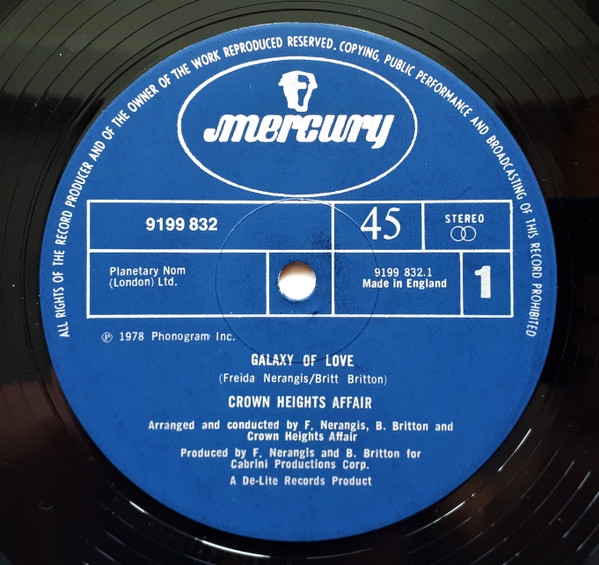 ALL RIGHTS OF THE RECORD PRODUCER AND OF THE OWNER OF THE WORK REPRODUCED RESERVED. COPYING, PUBLIC PERFORMANCE AND BROADCASTING OF THIS RECORD PROHIBITED
mercury
9199 832
45
STEREO
Planetary Nom
(London) Ltd.
9199 832.1
Made in England
1
℗ 1978 Phonogram Inc.
GALAXY OF LOVE
(Freida Nerangis/Britt Britton)
CROWN HEIGHTS AFFAIR
Arranged and conducted by F. Nerangis, B. Britton and
Crown Heights Affair
Produced by F. Nerangis and B. Britton for
Cabrini Productions Corp.
A De-Lite Records Product